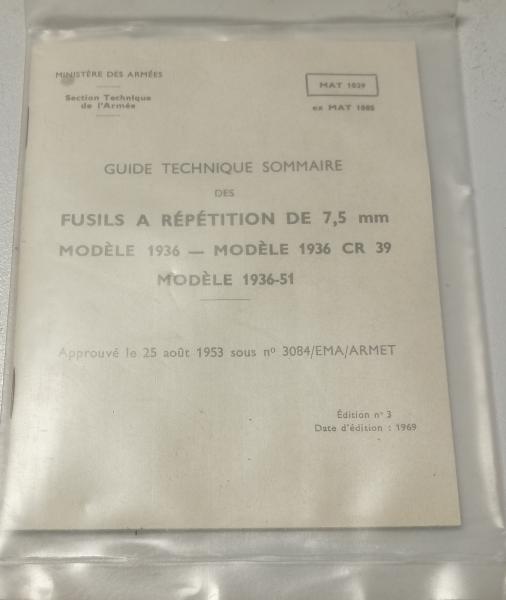 MINISTÈRE DES ARMÉES
Section Technique
de l'Armée
MAT 1029
ex MAT 1085
GUIDE TECHNIQUE SOMMAIRE
DES
FUSILS A RÉPÉTITION DE 7,5 mm
MODÈLE 1936 — MODÈLE 1936 CR 39
MODÈLE 1936-51
Approuvé le 25 août 1953 sous nº 3084/EMA/ARMET
Édition nº 3
Date d'édition : 1969